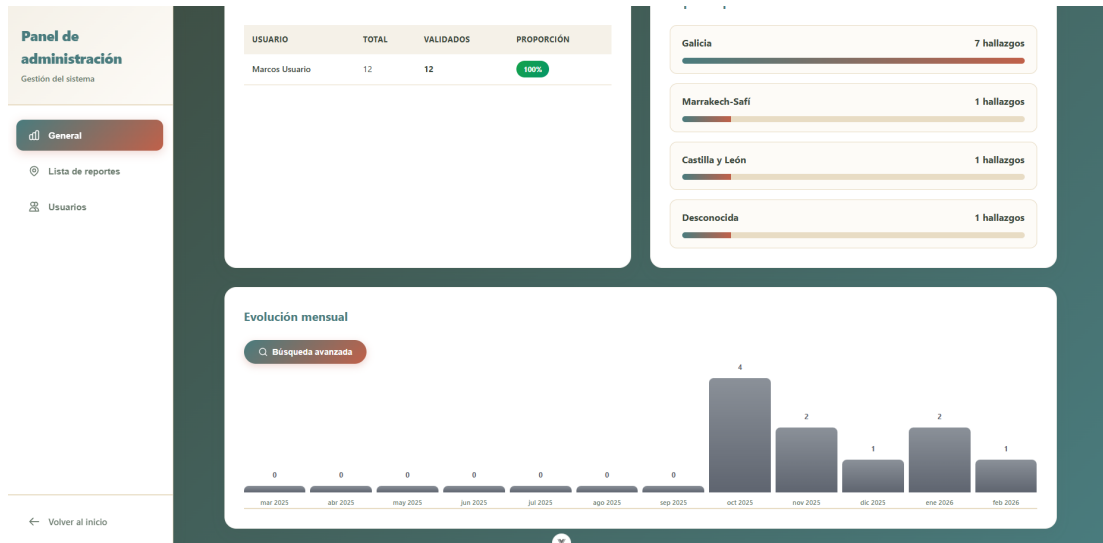 Panel de
administración
Gestión del sistema
General
Lista de reportes
Usuarios
Volver al inicio
USUARIO TOTAL VALIDADOS PROPORCIÓN
Marcos Usuario 12 12 100%
Galicia 7 hallazgos
Marrakech-Safí 1 hallazgos
Castilla y León 1 hallazgos
Desconocida 1 hallazgos
Evolución mensual
Búsqueda avanzada
0 0 0 0 0 0 0 4 2 1 2 1
mar 2025 abr 2025 may 2025 jun 2025 jul 2025 ago 2025 sep 2025 oct 2025 nov 2025 dic 2025 ene 2026 feb 2026